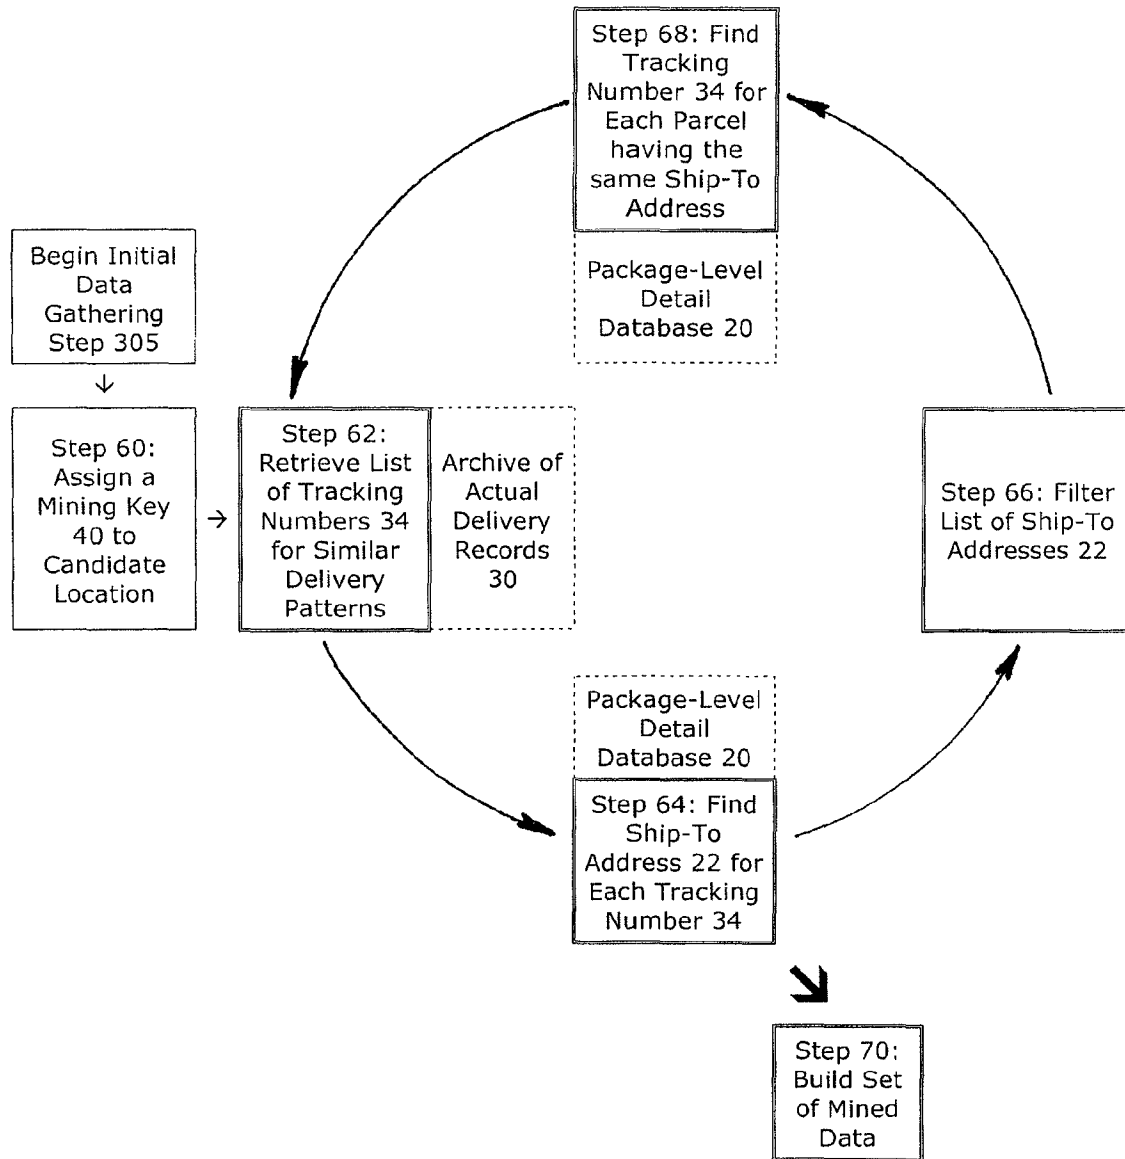 Step 68: Find
Tracking
Number 34 for
Each Parcel
having the
same Ship-To
Address
Package-Level
Detail
Database 20
Begin Initial
Data
Gathering
Step 305
Step 60:
Assign a
Mining Key
40 to
Candidate
Location
Step 62:
Retrieve List
of Tracking
Numbers 34
for Similar
Delivery
Patterns
Archive of
Actual
Delivery
Records
30
Step 66: Filter
List of Ship-To
Addresses 22
Package-Level
Detail
Database 20
Step 64: Find
Ship-To
Address 22 for
Each Tracking
Number 34
Step 70:
Build Set
of Mined
Data